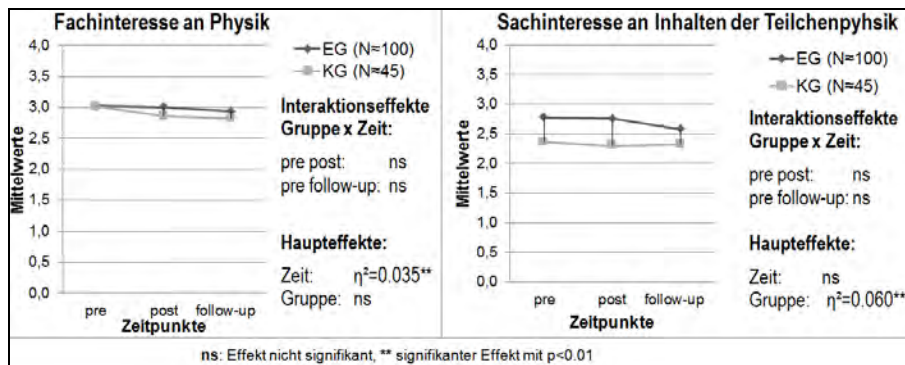 Fachinteresse an Physik
4,0
3,5
3,0
2,5
2,0
1,5
1,0
0,5
0,0
Mittelwerte
pre post follow-up
Zeitpunkte
EG (N≈100)
KG (N≈45)
Interaktionseffekte
Gruppe x Zeit:
pre post: ns
pre follow-up: ns
Haupteffekte:
Zeit: η²=0.035**
Gruppe: ns
Sachinteresse an Inhalten der Teilchenpyhsik
4,0
3,5
3,0
2,5
2,0
1,5
1,0
0,5
0,0
Mittelwerte
pre post follow-up
Zeitpunkte
EG (N≈100)
KG (N≈45)
Interaktionseffekte
Gruppe x Zeit:
pre post: ns
pre follow-up: ns
Haupteffekte:
Zeit: ns
Gruppe: η²=0.060**
ns: Effekt nicht signifikant, ** signifikanter Effekt mit p<0.01